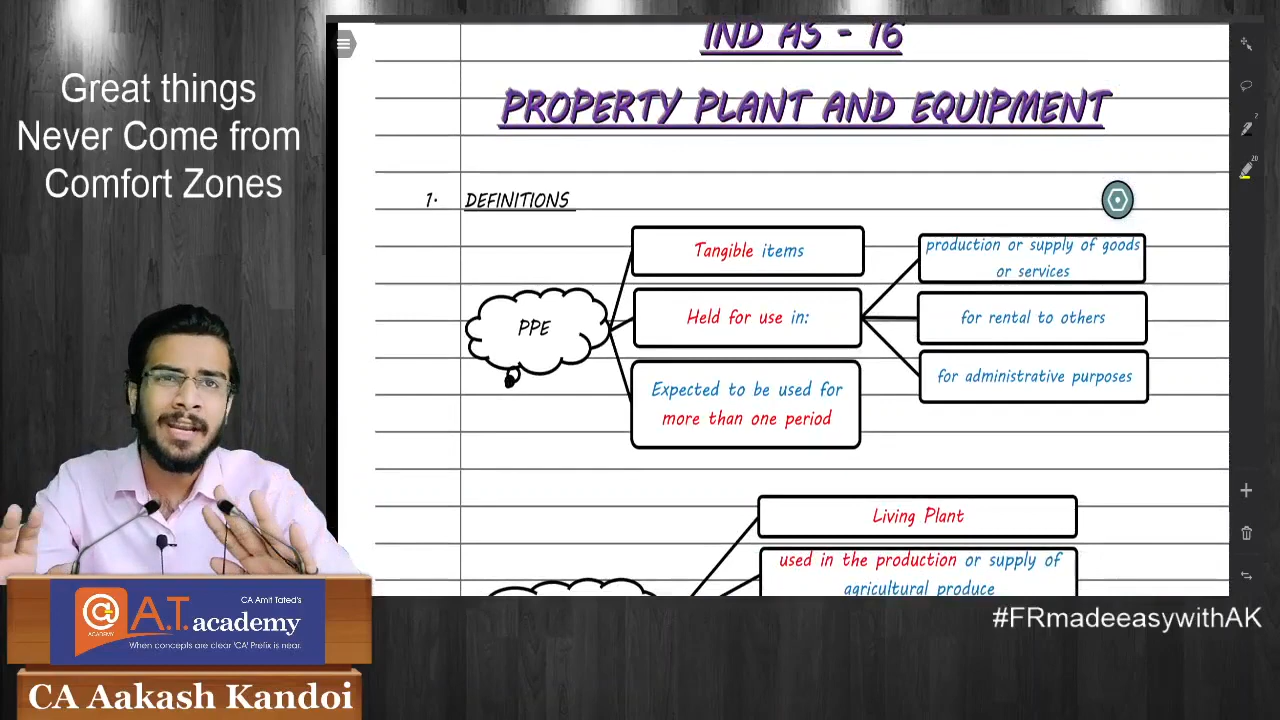 Great things
Never Come from
Comfort Zones
IND AS - 16
PROPERTY PLANT AND EQUIPMENT
1. DEFINITIONS
PPE
Tangible items
Held for use in:
Expected to be used for
more than one period
production or supply of goods
or services
for rental to others
for administrative purposes
Living Plant
used in the production or supply of
agricultural produce
2
20
#FRmadeeasywithAK
@
ACADEMY
CA Amit Tated's
A.T. academy
When concepts are clear 'CA' Prefix is near.
CA Aakash Kandoi